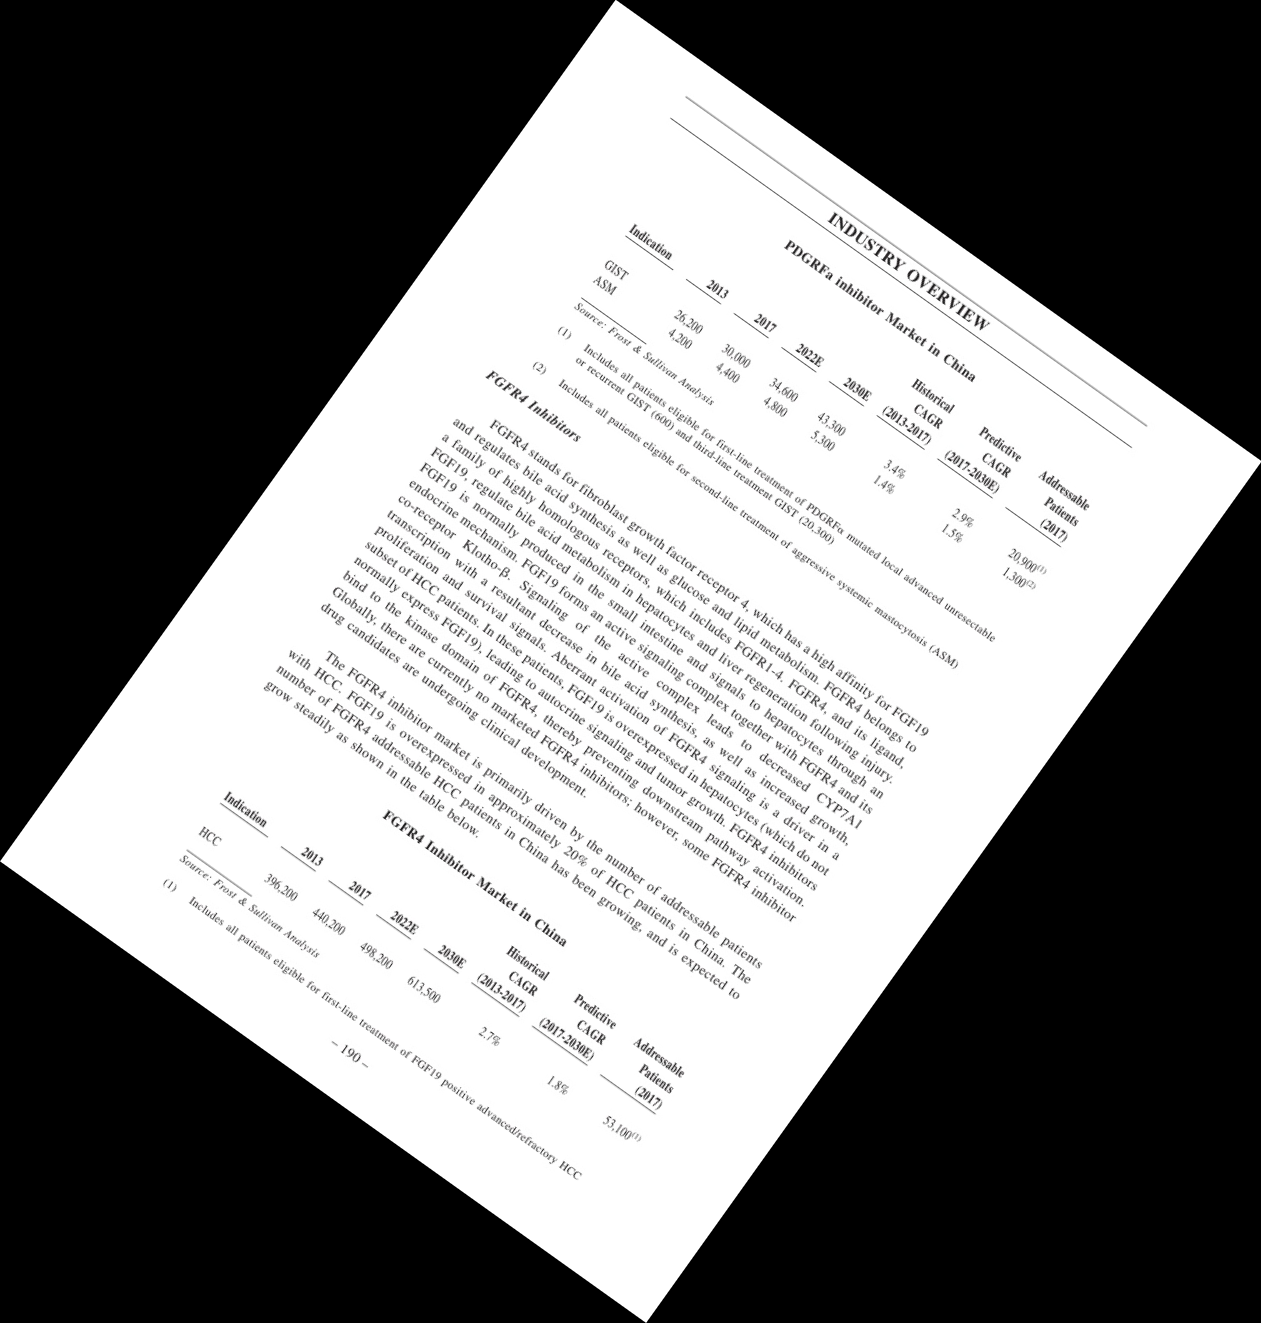 INDUSTRY OVERVIEW
PDGRFa inhibitor Market in China
Indication 2013 2017 2022E 2030E Historical CAGR (2013-2017) Predictive CAGR (2017-2030E) Addressable Patients (2017)
GIST 26,200 30,000 34,600 43,300 3.4% 2.9% 20,900(1)
ASM 4,200 4,400 4,800 5,300 1.4% 1.5% 1,300(2)
Source: Frost & Sullivan Analysis
(1) Includes all patients eligible for first-line treatment of PDGRFα mutated local advanced unresectable
or recurrent GIST (600) and third-line treatment GIST (20,300)
(2) Includes all patients eligible for second-line treatment of aggressive systemic mastocytosis (ASM)
FGFR4 Inhibitors
FGFR4 stands for fibroblast growth factor receptor 4, which has a high affinity for FGF19
and regulates bile acid synthesis as well as glucose and lipid metabolism. FGFR4 belongs to
a family of highly homologous receptors, which includes FGFR1-4. FGFR4, and its ligand,
FGF19, regulate bile acid metabolism in hepatocytes and liver regeneration following injury.
FGF19 is normally produced in the small intestine and signals to hepatocytes through an
endocrine mechanism. FGF19 forms an active signaling complex together with FGFR4 and its
co-receptor Klotho-β. Signaling of the active complex leads to decreased CYP7A1
transcription with a resultant decrease in bile acid synthesis, as well as increased growth,
proliferation and survival signals. Aberrant activation of FGFR4 signaling is a driver in a
subset of HCC patients. In these patients, FGF19 is overexpressed in hepatocytes (which do not
normally express FGF19), leading to autocrine signaling and tumor growth. FGFR4 inhibitors
bind to the kinase domain of FGFR4, thereby preventing downstream pathway activation.
Globally, there are currently no marketed FGFR4 inhibitors; however, some FGFR4 inhibitor
drug candidates are undergoing clinical development.
The FGFR4 inhibitor market is primarily driven by the number of addressable patients
with HCC. FGF19 is overexpressed in approximately 20% of HCC patients in China. The
number of FGFR4 addressable HCC patients in China has been growing, and is expected to
grow steadily as shown in the table below.
FGFR4 Inhibitor Market in China
Indication 2013 2017 2022E 2030E Historical CAGR (2013-2017) Predictive CAGR (2017-2030E) Addressable Patients (2017)
HCC 396,200 440,200 498,200 613,500 2.7% 1.8% 53,100(1)
Source: Frost & Sullivan Analysis
(1) Includes all patients eligible for first-line treatment of FGF19 positive advanced/refractory HCC
– 190 –